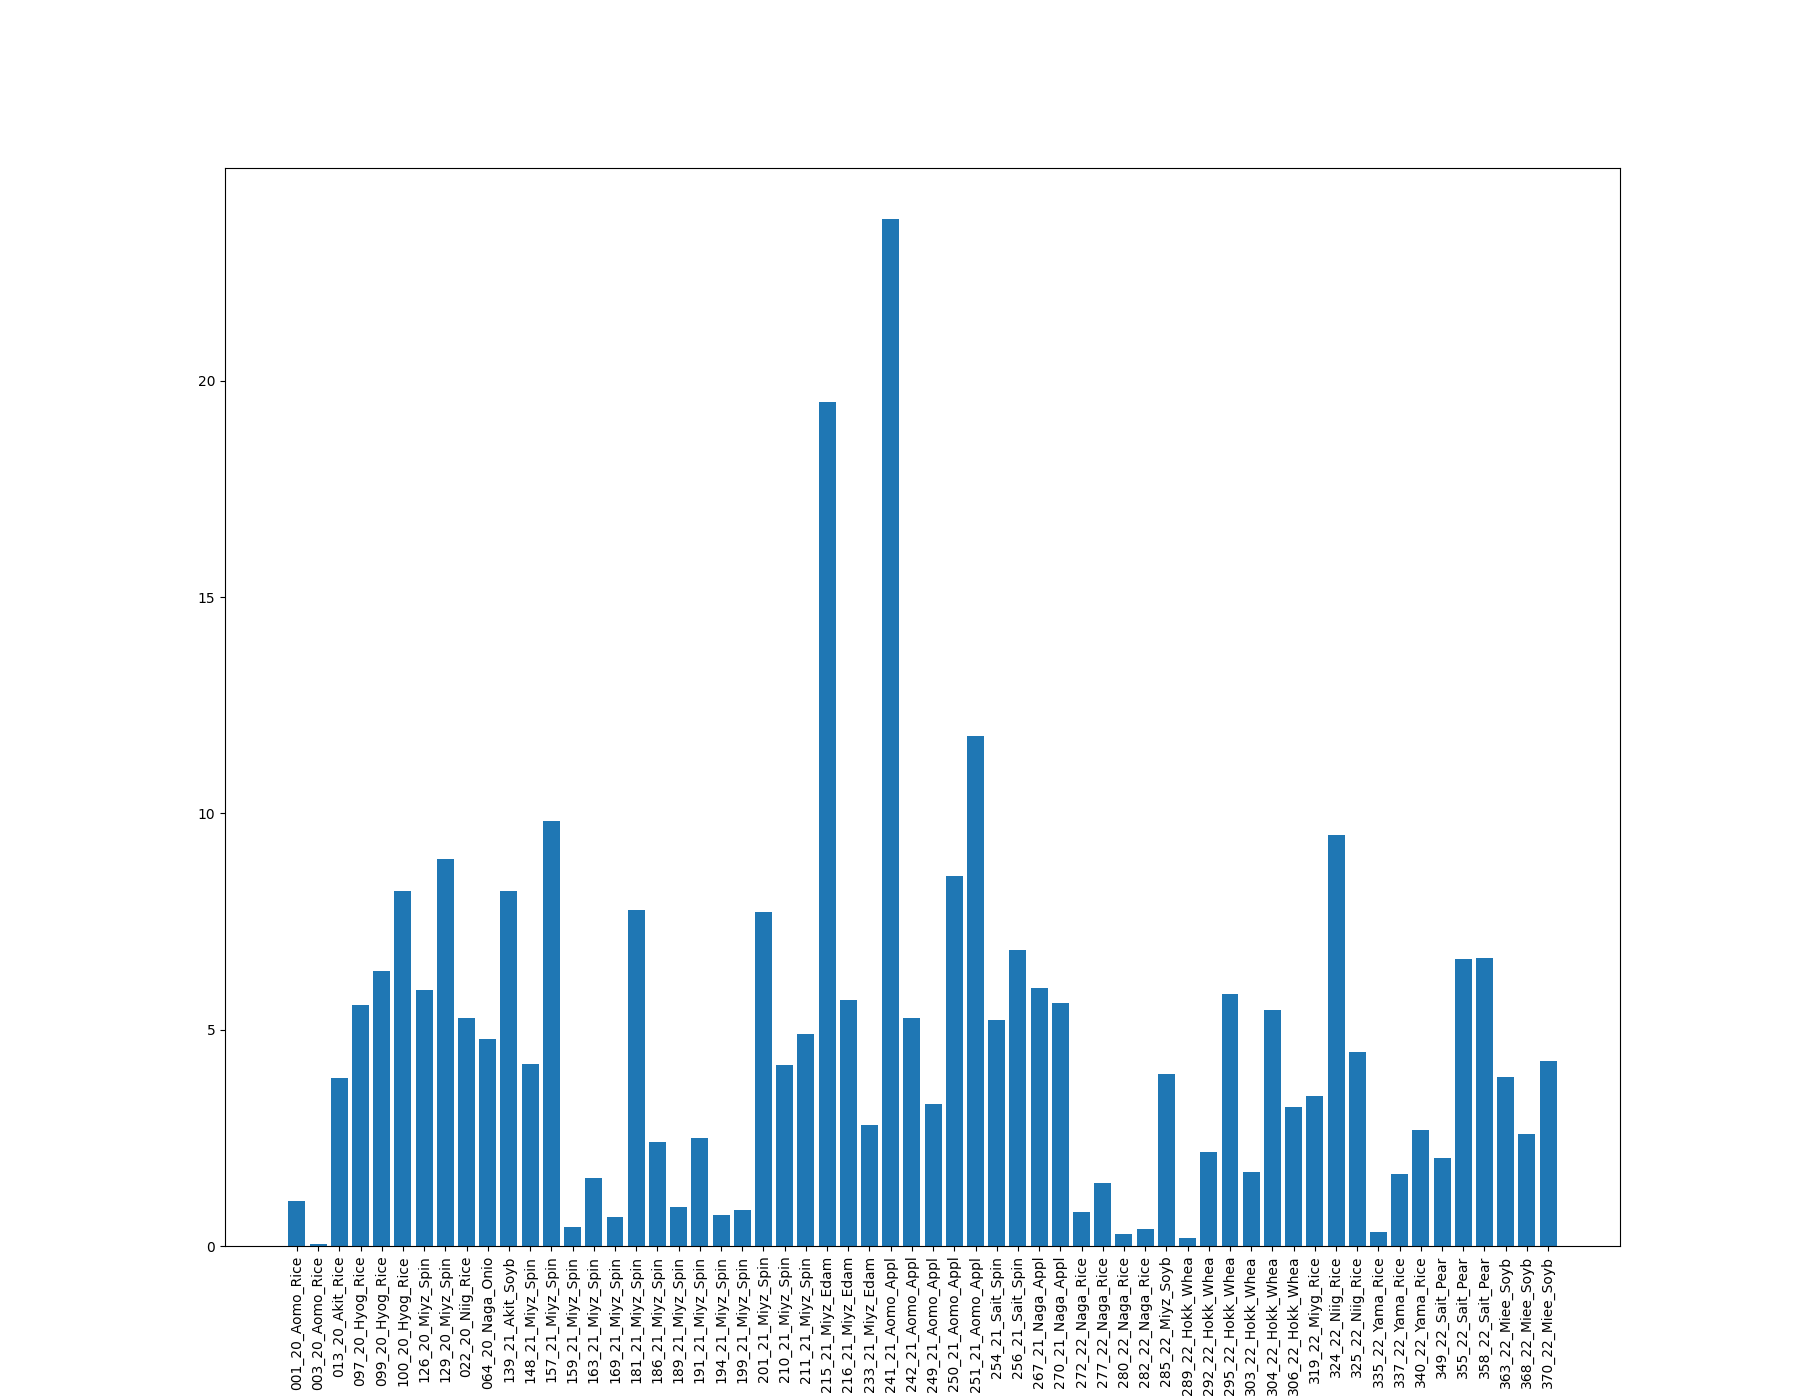 20
15
10
5
0
001_20_Aomo_Rice
003_20_Aomo_Rice
013_20_Akit_Rice
097_20_Hyog_Rice
099_20_Hyog_Rice
100_20_Hyog_Rice
126_20_Miyz_Spin
129_20_Miyz_Spin
022_20_Niig_Rice
064_20_Naga_Onio
139_21_Akit_Soyb
148_21_Miyz_Spin
157_21_Miyz_Spin
159_21_Miyz_Spin
163_21_Miyz_Spin
169_21_Miyz_Spin
181_21_Miyz_Spin
186_21_Miyz_Spin
189_21_Miyz_Spin
191_21_Miyz_Spin
194_21_Miyz_Spin
199_21_Miyz_Spin
201_21_Miyz_Spin
210_21_Miyz_Spin
211_21_Miyz_Spin
215_21_Miyz_Edam
216_21_Miyz_Edam
233_21_Miyz_Edam
241_21_Aomo_Appl
242_21_Aomo_Appl
249_21_Aomo_Appl
250_21_Aomo_Appl
251_21_Aomo_Appl
254_21_Sait_Spin
256_21_Sait_Spin
267_21_Naga_Appl
270_21_Naga_Appl
272_22_Naga_Rice
277_22_Naga_Rice
280_22_Naga_Rice
282_22_Naga_Rice
285_22_Miyz_Soyb
289_22_Hokk_Whea
292_22_Hokk_Whea
295_22_Hokk_Whea
303_22_Hokk_Whea
304_22_Hokk_Whea
306_22_Hokk_Whea
319_22_Miyg_Rice
324_22_Niig_Rice
325_22_Niig_Rice
335_22_Yama_Rice
337_22_Yama_Rice
340_22_Yama_Rice
349_22_Sait_Pear
355_22_Sait_Pear
358_22_Sait_Pear
363_22_Miee_Soyb
368_22_Miee_Soyb
370_22_Miee_Soyb